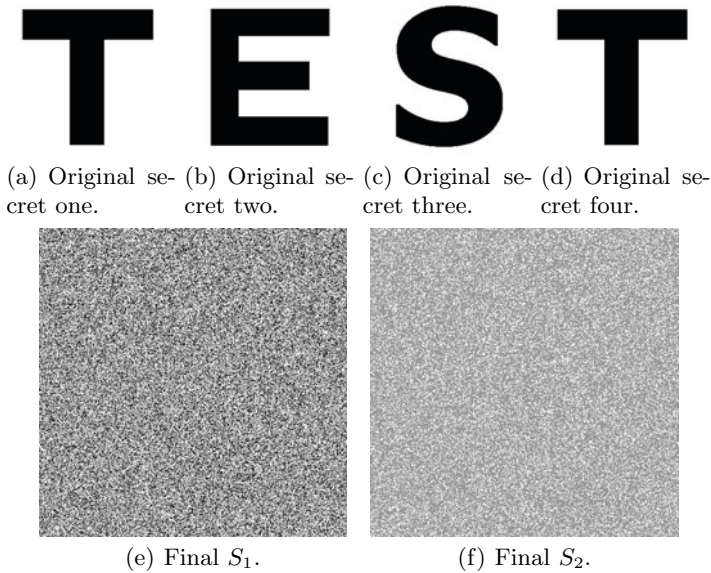 T E S T
(a) Original se- (b) Original se- (c) Original se- (d) Original se-
cret one. cret two. cret three. cret four.
(e) Final S₁. (f) Final S₂.